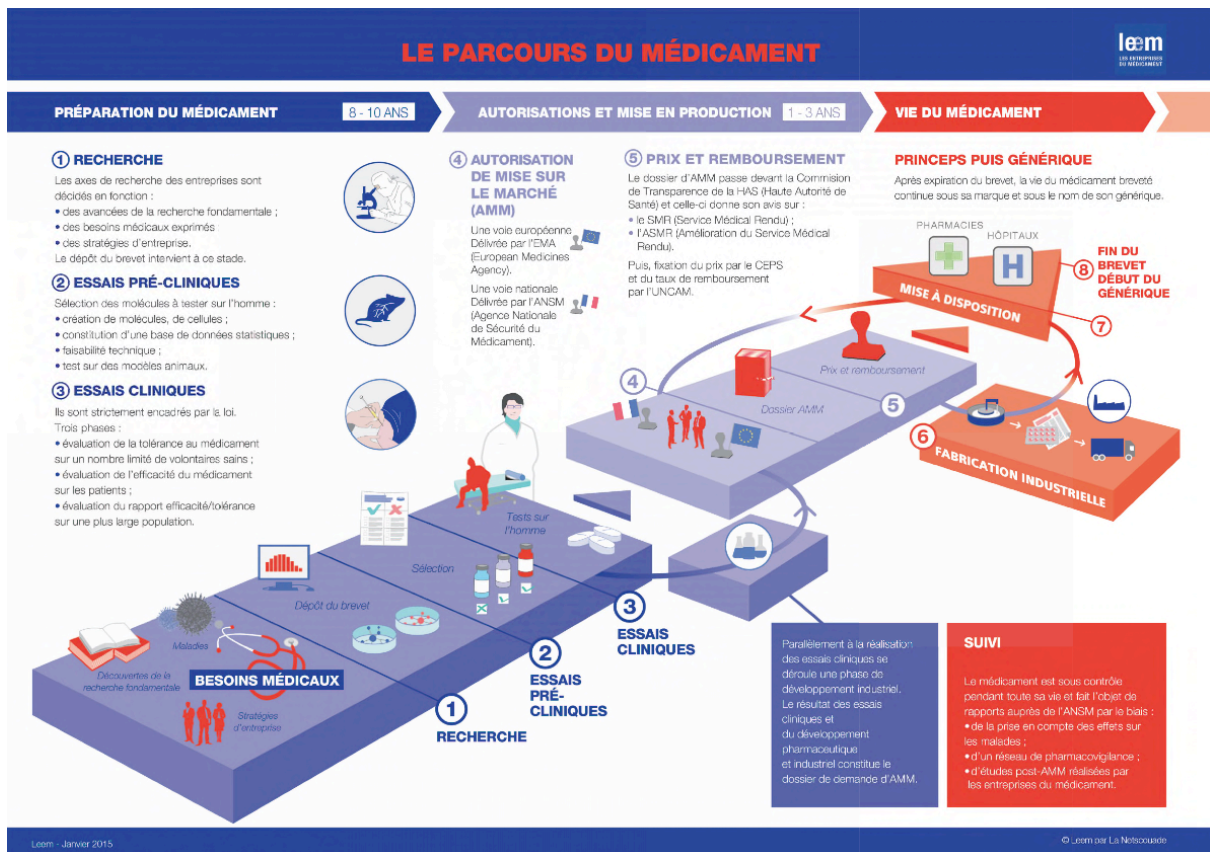 LE PARCOURS DU MÉDICAMENT
leem
LES ENTREPRISES
DU MÉDICAMENT
PRÉPARATION DU MÉDICAMENT
8 - 10 ANS
AUTORISATIONS ET MISE EN PRODUCTION
1 - 3 ANS
VIE DU MÉDICAMENT
1 RECHERCHE
Les axes de recherche des entreprises sont
décidés en fonction :
• des avancées de la recherche fondamentale ;
• des besoins médicaux exprimés
• des stratégies d'entreprise.
Le dépôt du brevet intervient à ce stade.
2 ESSAIS PRÉ-CLINIQUES
Sélection des molécules à tester sur l'homme :
• création de molécules, de cellules ;
• constitution d'une base de données statistiques ;
• faisabilité technique ;
• test sur des modèles animaux.
3 ESSAIS CLINIQUES
Ils sont strictement encadrés par la loi.
Trois phases :
• évaluation de la tolérance au médicament
sur un nombre limité de volontaires sains ;
• évaluation de l'efficacité du médicament
sur les patients ;
• évaluation du rapport efficacité/tolérance
sur une plus large population.
4 AUTORISATION
DE MISE SUR
LE MARCHÉ
(AMM)
Une voie européenne
Délivrée par l'EMA
(European Medicines
Agency).
Une voie nationale
Délivrée par l'ANSM
(Agence Nationale
de Sécurité du
Médicament).
5 PRIX ET REMBOURSEMENT
Le dossier d'AMM passe devant la Commision
de Transparence de la HAS (Haute Autorité de
Santé) et celle-ci donne son avis sur :
• le SMR (Service Médical Rendu) ;
• l'ASMR (Amélioration du Service Médical
Rendu).
Puis, fixation du prix par le CEPS
et du taux de remboursement
par l'UNCAM.
PRINCEPS PUIS GÉNÉRIQUE
Après expiration du brevet, la vie du médicament breveté
continue sous sa marque et sous le nom de son générique.
PHARMACIES
HÔPITAUX
H
MISE À DISPOSITION
8
FIN DU
BREVET
DÉBUT DU
GÉNÉRIQUE
7
4
Prix et remboursement
Dossier AMM
5
6
FABRICATION INDUSTRIELLE
Tests sur
l'homme
Sélection
Dépôt du brevet
Maladies
Découvertes de la
recherche fondamentale
BESOINS MÉDICAUX
Stratégies
d'entreprise
3
ESSAIS
CLINIQUES
2
ESSAIS
PRÉ-
CLINIQUES
1
RECHERCHE
Parallèlement à la réalisation
des essais cliniques se
déroule une phase de
développement industriel.
Le résultat des essais
cliniques et
du développement
pharmaceutique
et industriel constitue le
dossier de demande d'AMM.
SUIVI
Le médicament est sous contrôle
pendant toute sa vie et fait l'objet de
rapports auprès de l'ANSM par le biais :
• de la prise en compte des effets sur
les malades ;
• d'un réseau de pharmacovigilance ;
• d'études post-AMM réalisées par
les entreprises du médicament.
Leem - Janvier 2015
© Leem par La Netscouade